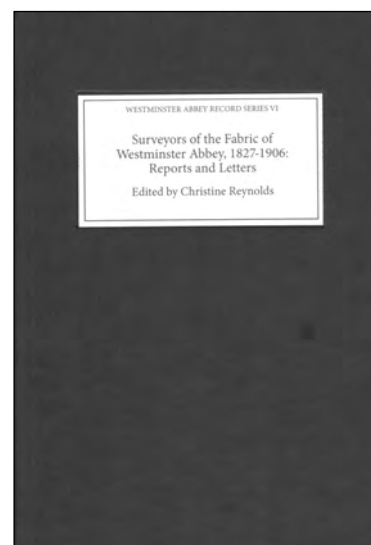 WESTMINSTER ABBEY RECORD SERIES VI
Surveyors of the Fabric of
Westminster Abbey, 1827-1906:
Reports and Letters
Edited by Christine Reynolds